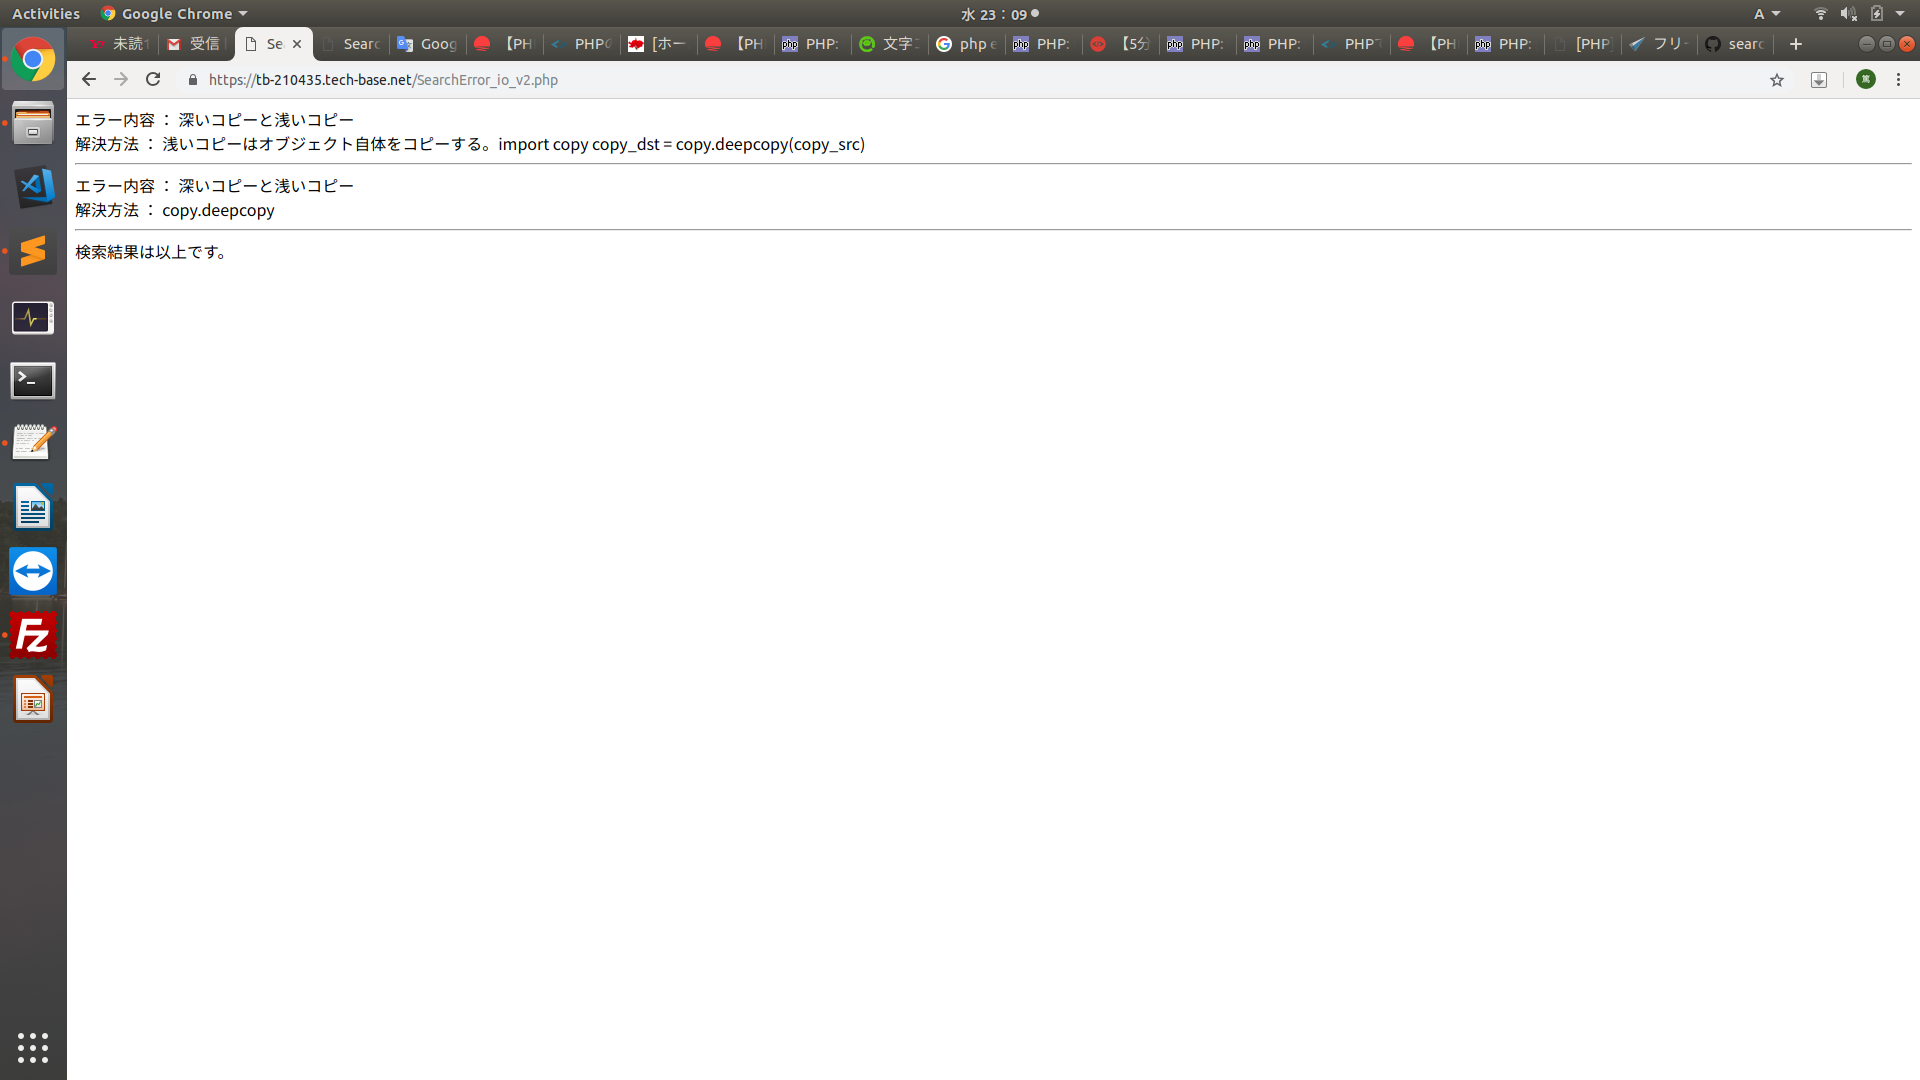 Activities Google Chrome 水 23：09 A
未読 受信 Se Searc Goog 【PH PHP [ホー 【PH PHP: 文字 php e PHP: 【5分 PHP: PHP: PHP 【PH PHP: [PHP フリ searc
https://tb-210435.tech-base.net/SearchError_io_v2.php 篤
エラー内容 ： 深いコピーと浅いコピー
解決方法 ： 浅いコピーはオブジェクト自体をコピーする。import copy copy_dst = copy.deepcopy(copy_src)
エラー内容 ： 深いコピーと浅いコピー
解決方法 ： copy.deepcopy
検索結果は以上です。